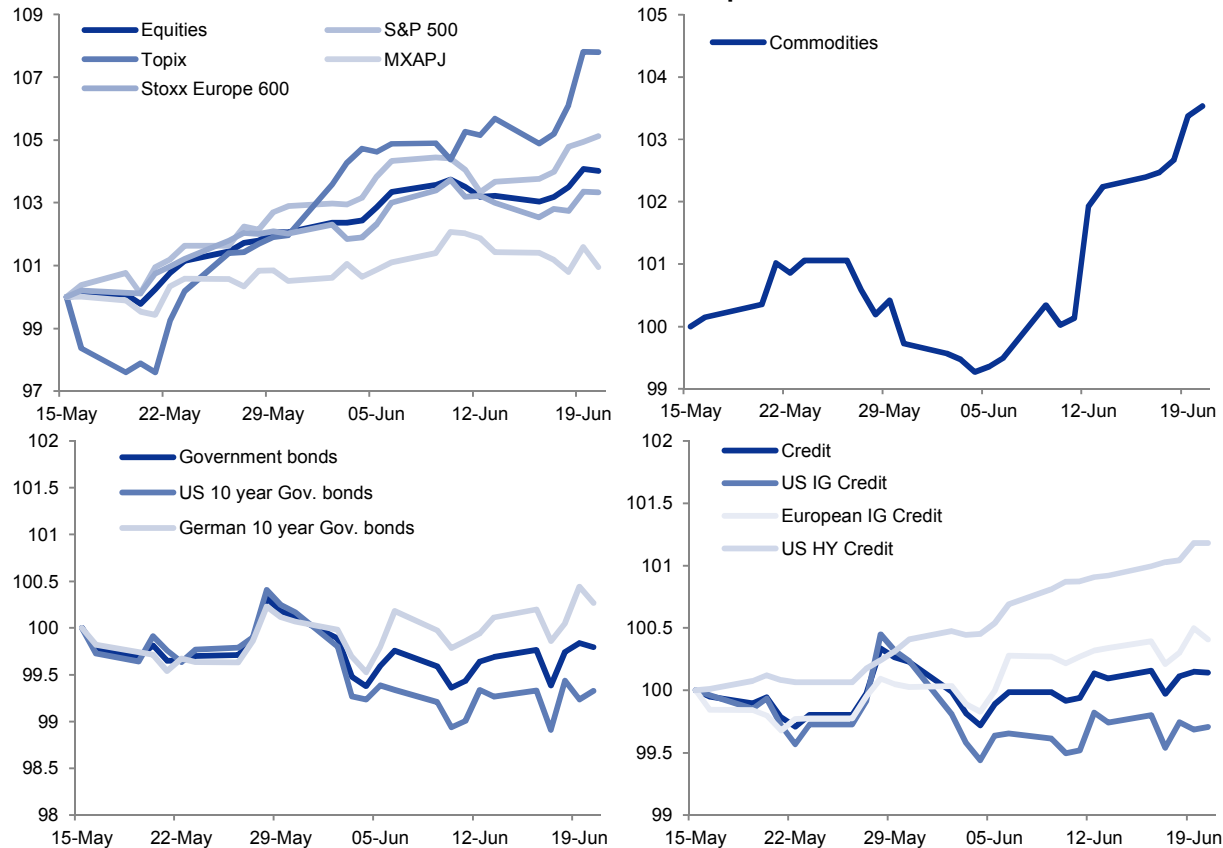 109
107
105
103
101
99
97
Equities
S&P 500
Topix
MXAPJ
Stoxx Europe 600
15-May 22-May 29-May 05-Jun 12-Jun 19-Jun
105
104
103
102
101
100
99
Commodities
15-May 22-May 29-May 05-Jun 12-Jun 19-Jun
102
101.5
101
100.5
100
99.5
99
98.5
98
Government bonds
US 10 year Gov. bonds
German 10 year Gov. bonds
15-May 22-May 29-May 05-Jun 12-Jun 19-Jun
102
101.5
101
100.5
100
99.5
99
Credit
US IG Credit
European IG Credit
US HY Credit
15-May 22-May 29-May 05-Jun 12-Jun 19-Jun